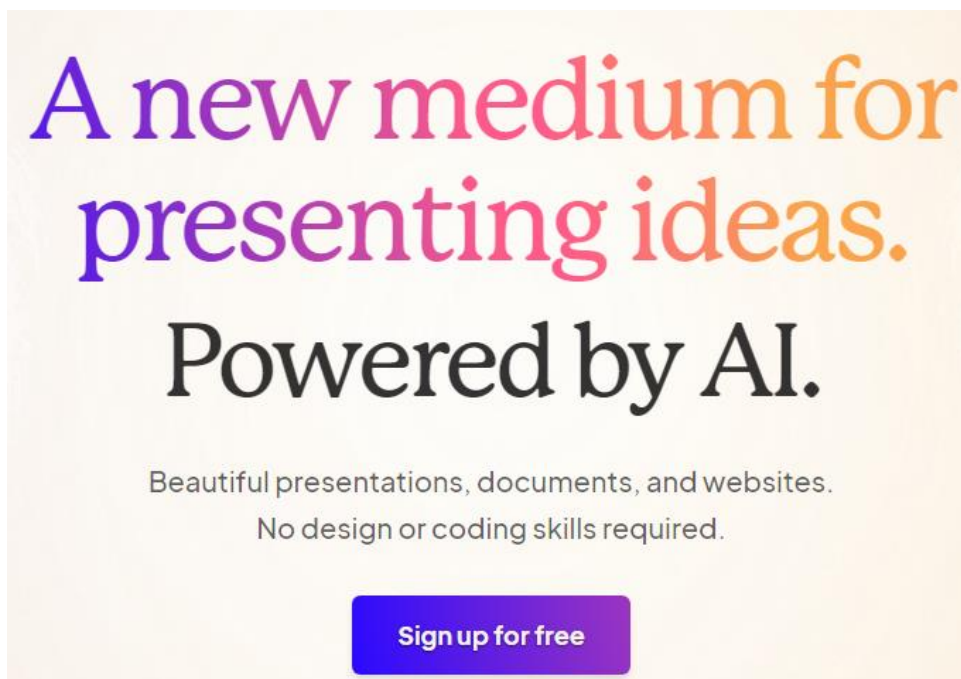 A new medium for
presenting ideas.
Powered by AI.
Beautiful presentations, documents, and websites.
No design or coding skills required.
Sign up for free